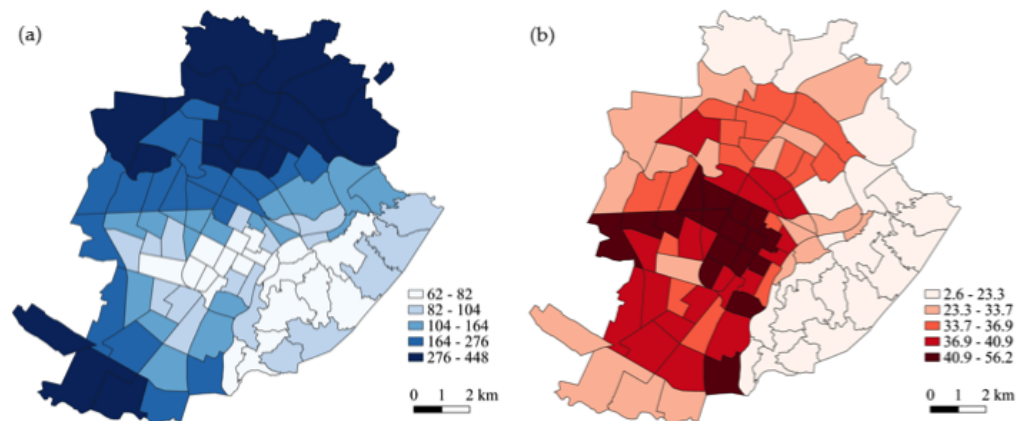 (a)
62 - 82
82 - 104
104 - 164
164 - 276
276 - 448
0 1 2 km
(b)
2.6 - 23.3
23.3 - 33.7
33.7 - 36.9
36.9 - 40.9
40.9 - 56.2
0 1 2 km